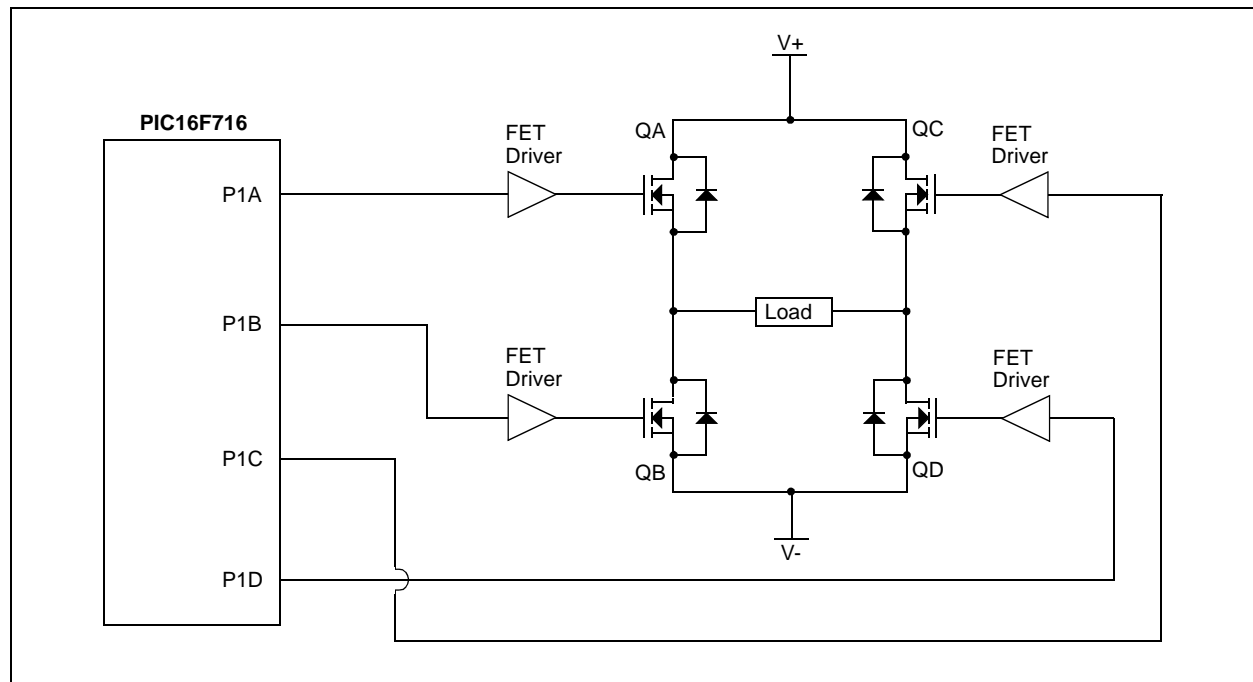 V+
PIC16F716
FET
Driver
QA
QC
FET
Driver
P1A
Load
P1B
FET
Driver
FET
Driver
P1C
QB
QD
V-
P1D